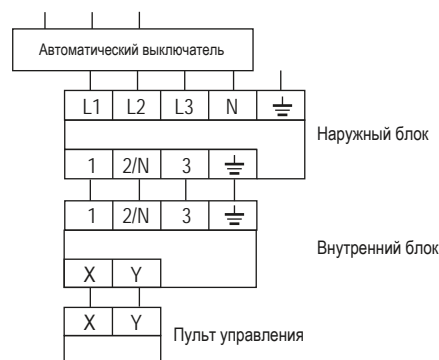 Автоматический выключатель
L1 L2 L3 N
Наружный блок
1 2/N 3
1 2/N 3
Внутренний блок
X Y
X Y
Пульт управления